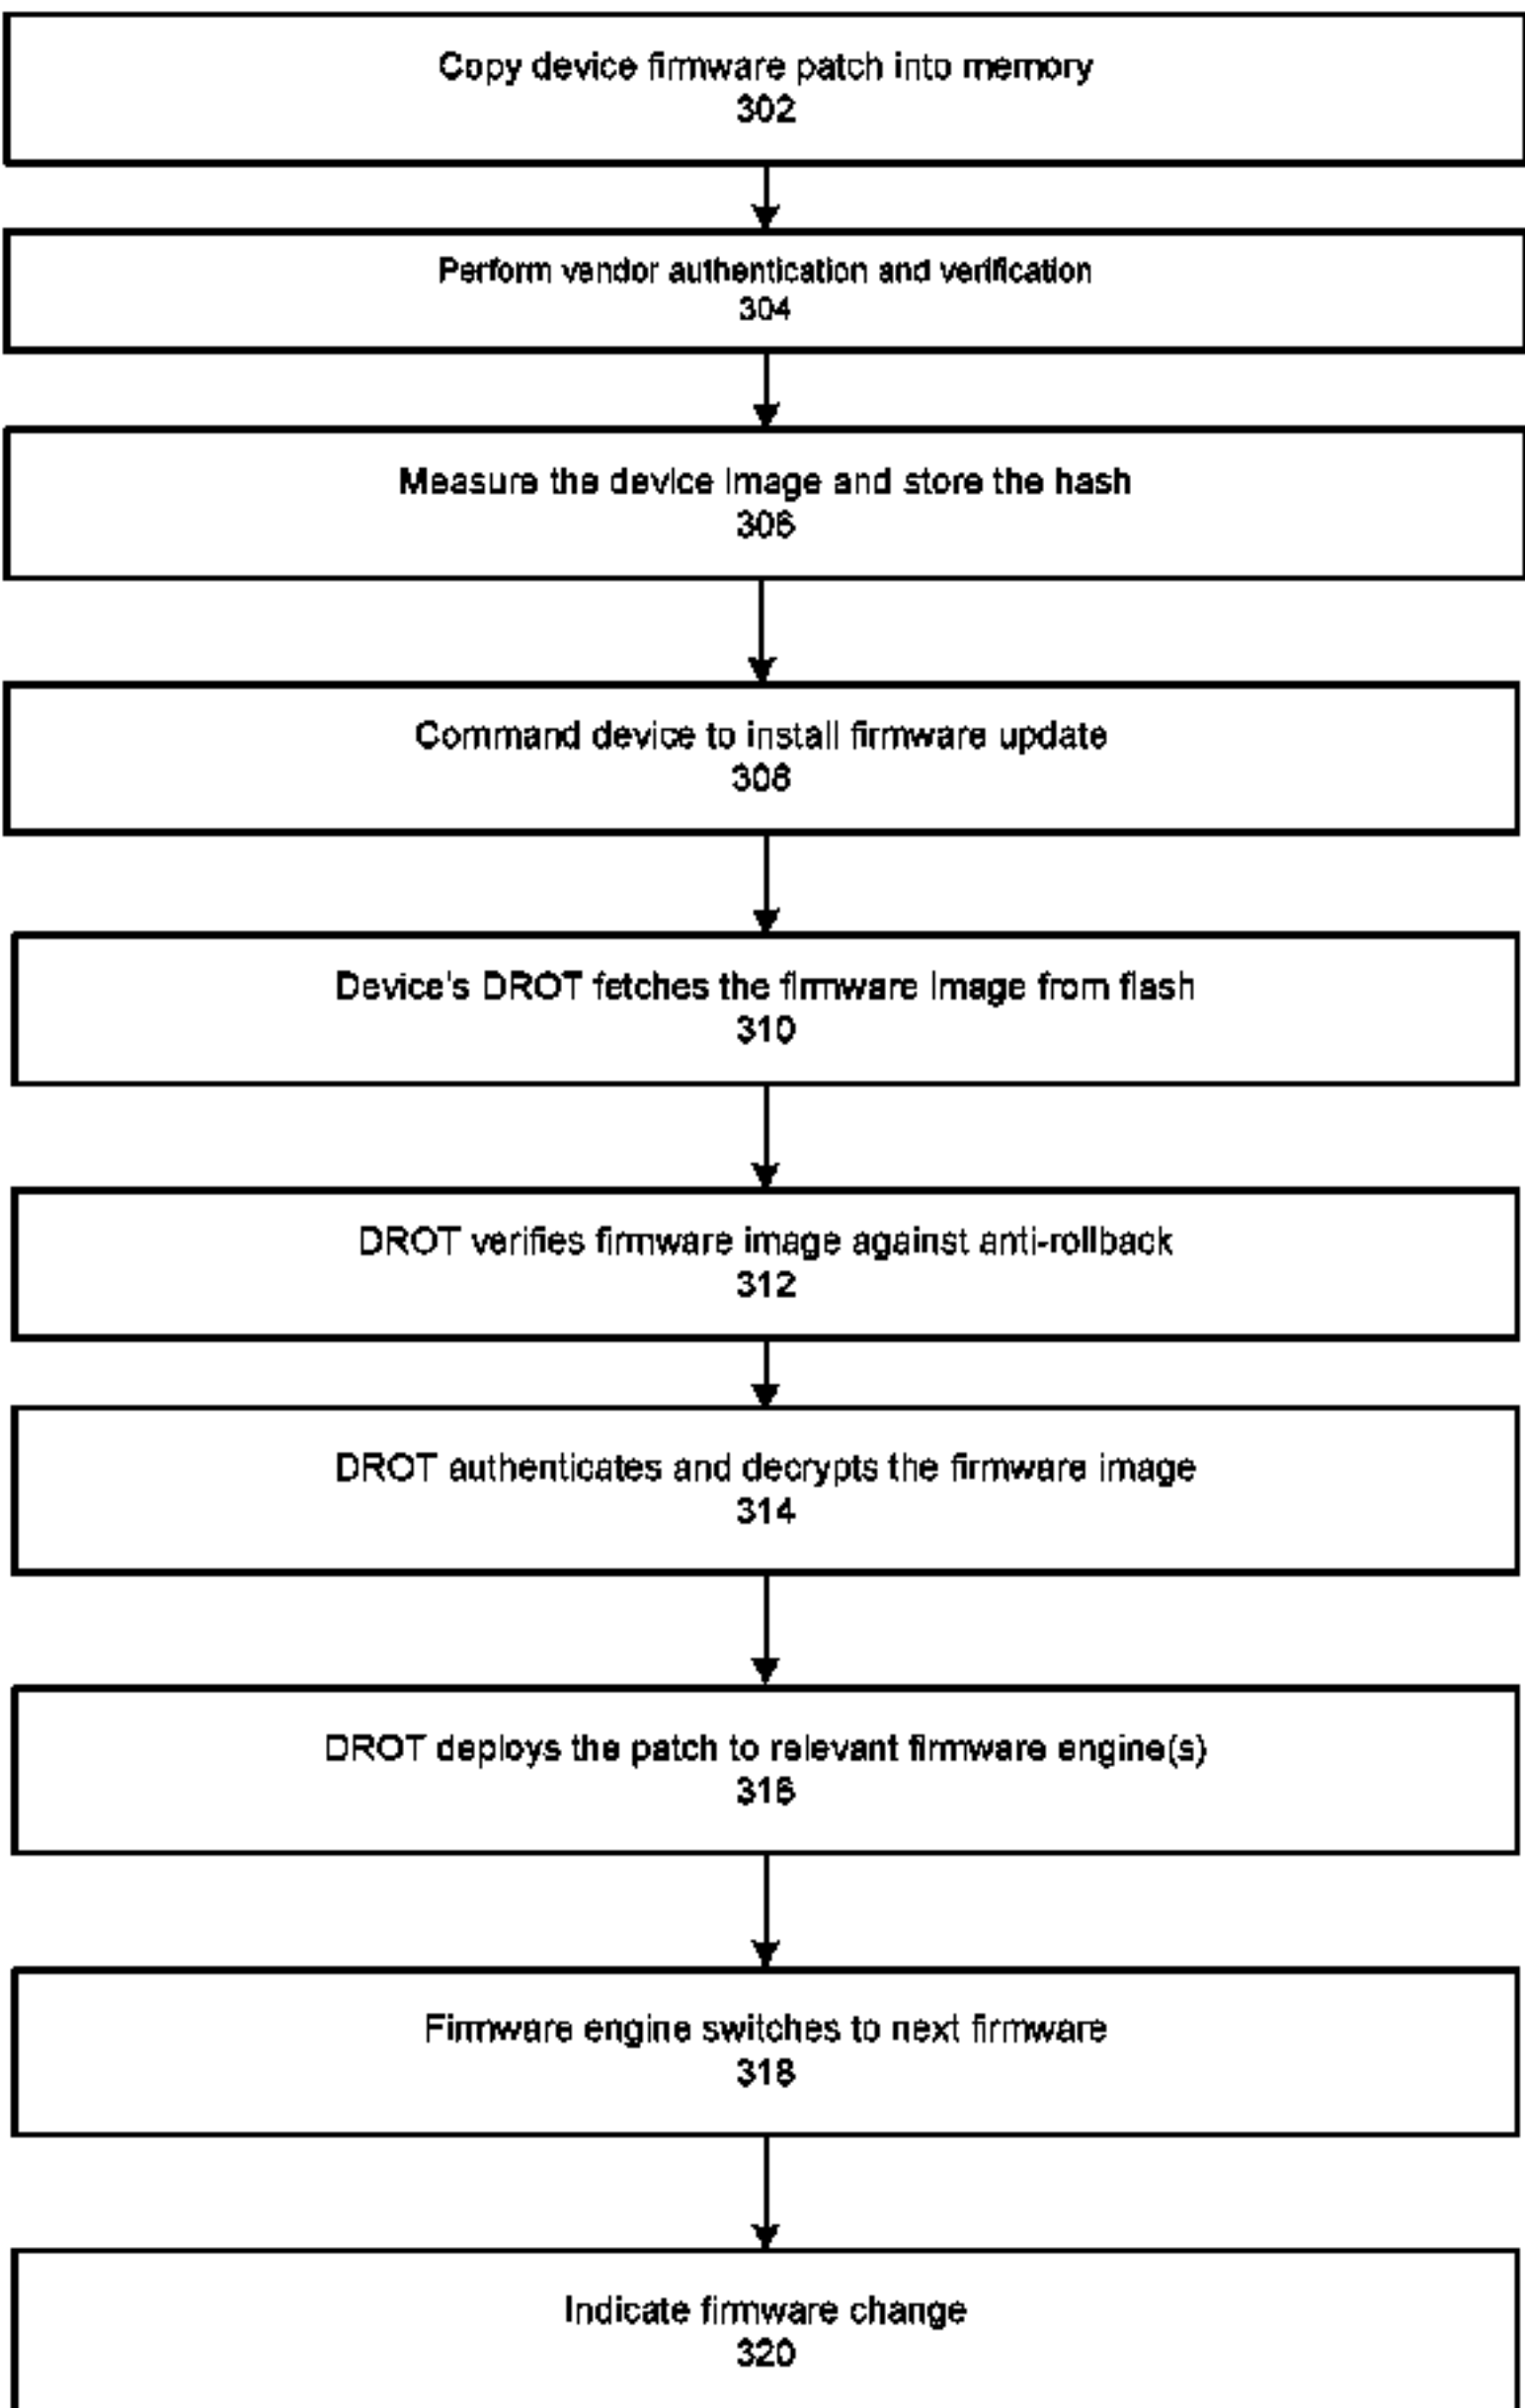 Copy device firmware patch into memory
302
Perform vendor authentication and verification
304
Measure the device image and store the hash
306
Command device to install firmware update
308
Device's DROT fetches the firmware image from flash
310
DROT verifies firmware image against anti-rollback
312
DROT authenticates and decrypts the firmware image
314
DROT deploys the patch to relevant firmware engine(s)
316
Firmware engine switches to next firmware
318
Indicate firmware change
320